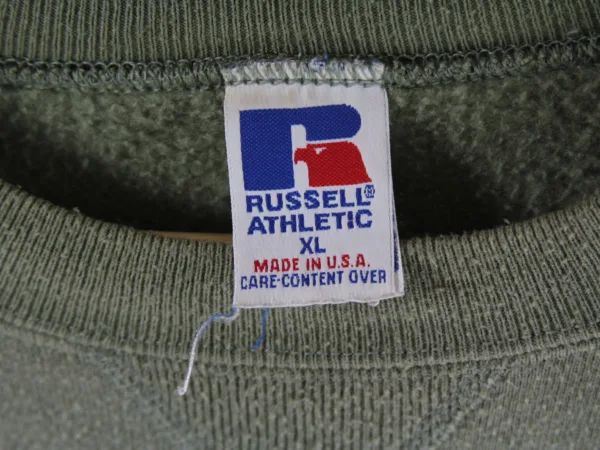 RUSSELL®
ATHLETIC
XL
MADE IN U.S.A.
CARE-CONTENT OVER